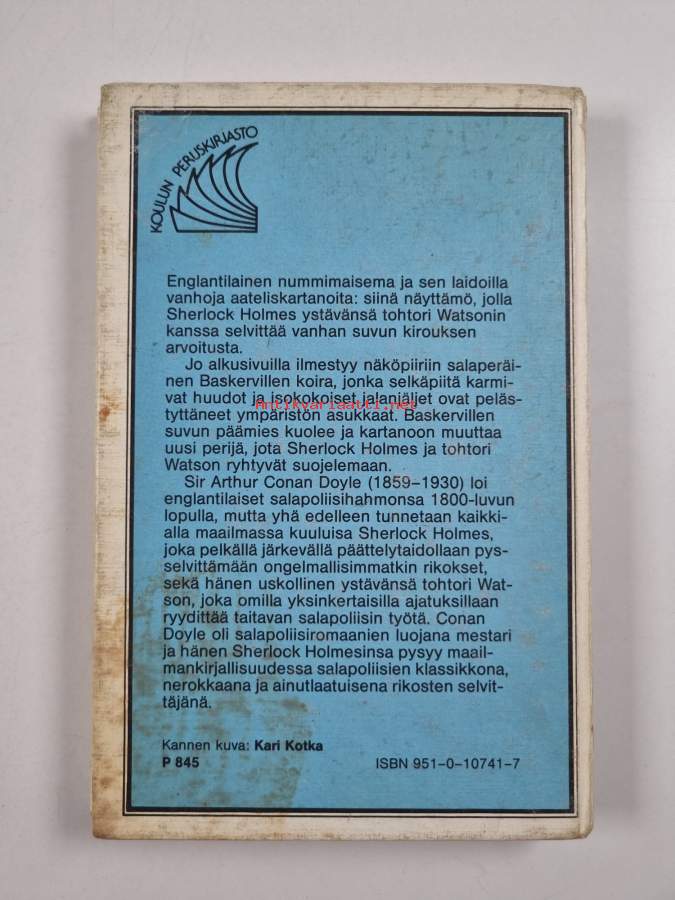 KOULUN PERUSKIRJASTO
Englantilainen nummimaisema ja sen laidoilla
vanhoja aateliskartanoita: siinä näyttämö, jolla
Sherlock Holmes ystävänsä tohtori Watsonin
kanssa selvittää vanhan suvun kirouksen
arvoitusta.
Jo alkusivuilla ilmestyy näköpiiriin salaperäi-
nen Baskervillen koira, jonka selkäpiitä karmi-
vat huudot ja isokokoiset jalanjäljet ovat peläs-
Antikvariaatti.net
tyttäneet ympäristön asukkaat. Baskervillen
suvun päämies kuolee ja kartanoon muuttaa
uusi perijä, jota Sherlock Holmes ja tohtori
Watson ryhtyvät suojelemaan.
Sir Arthur Conan Doyle (1859–1930) loi
englantilaiset salapoliisihahmonsa 1800-luvun
lopulla, mutta yhä edelleen tunnetaan kaikki-
alla maailmassa kuuluisa Sherlock Holmes,
joka pelkällä järkevällä päättelytaidollaan pys-
selvittämään ongelmallisimmatkin rikokset,
sekä hänen uskollinen ystävänsä tohtori Wat-
son, joka omilla yksinkertaisilla ajatuksillaan
ryydittää taitavan salapoliisin työtä. Conan
Doyle oli salapoliisiromaanien luojana mestari
ja hänen Sherlock Holmesinsa pysyy maail-
mankirjallisuudessa salapoliisien klassikkona,
nerokkaana ja ainutlaatuisena rikosten selvit-
täjänä.
Kannen kuva: Kari Kotka
P 845 ISBN 951–0–10741–7